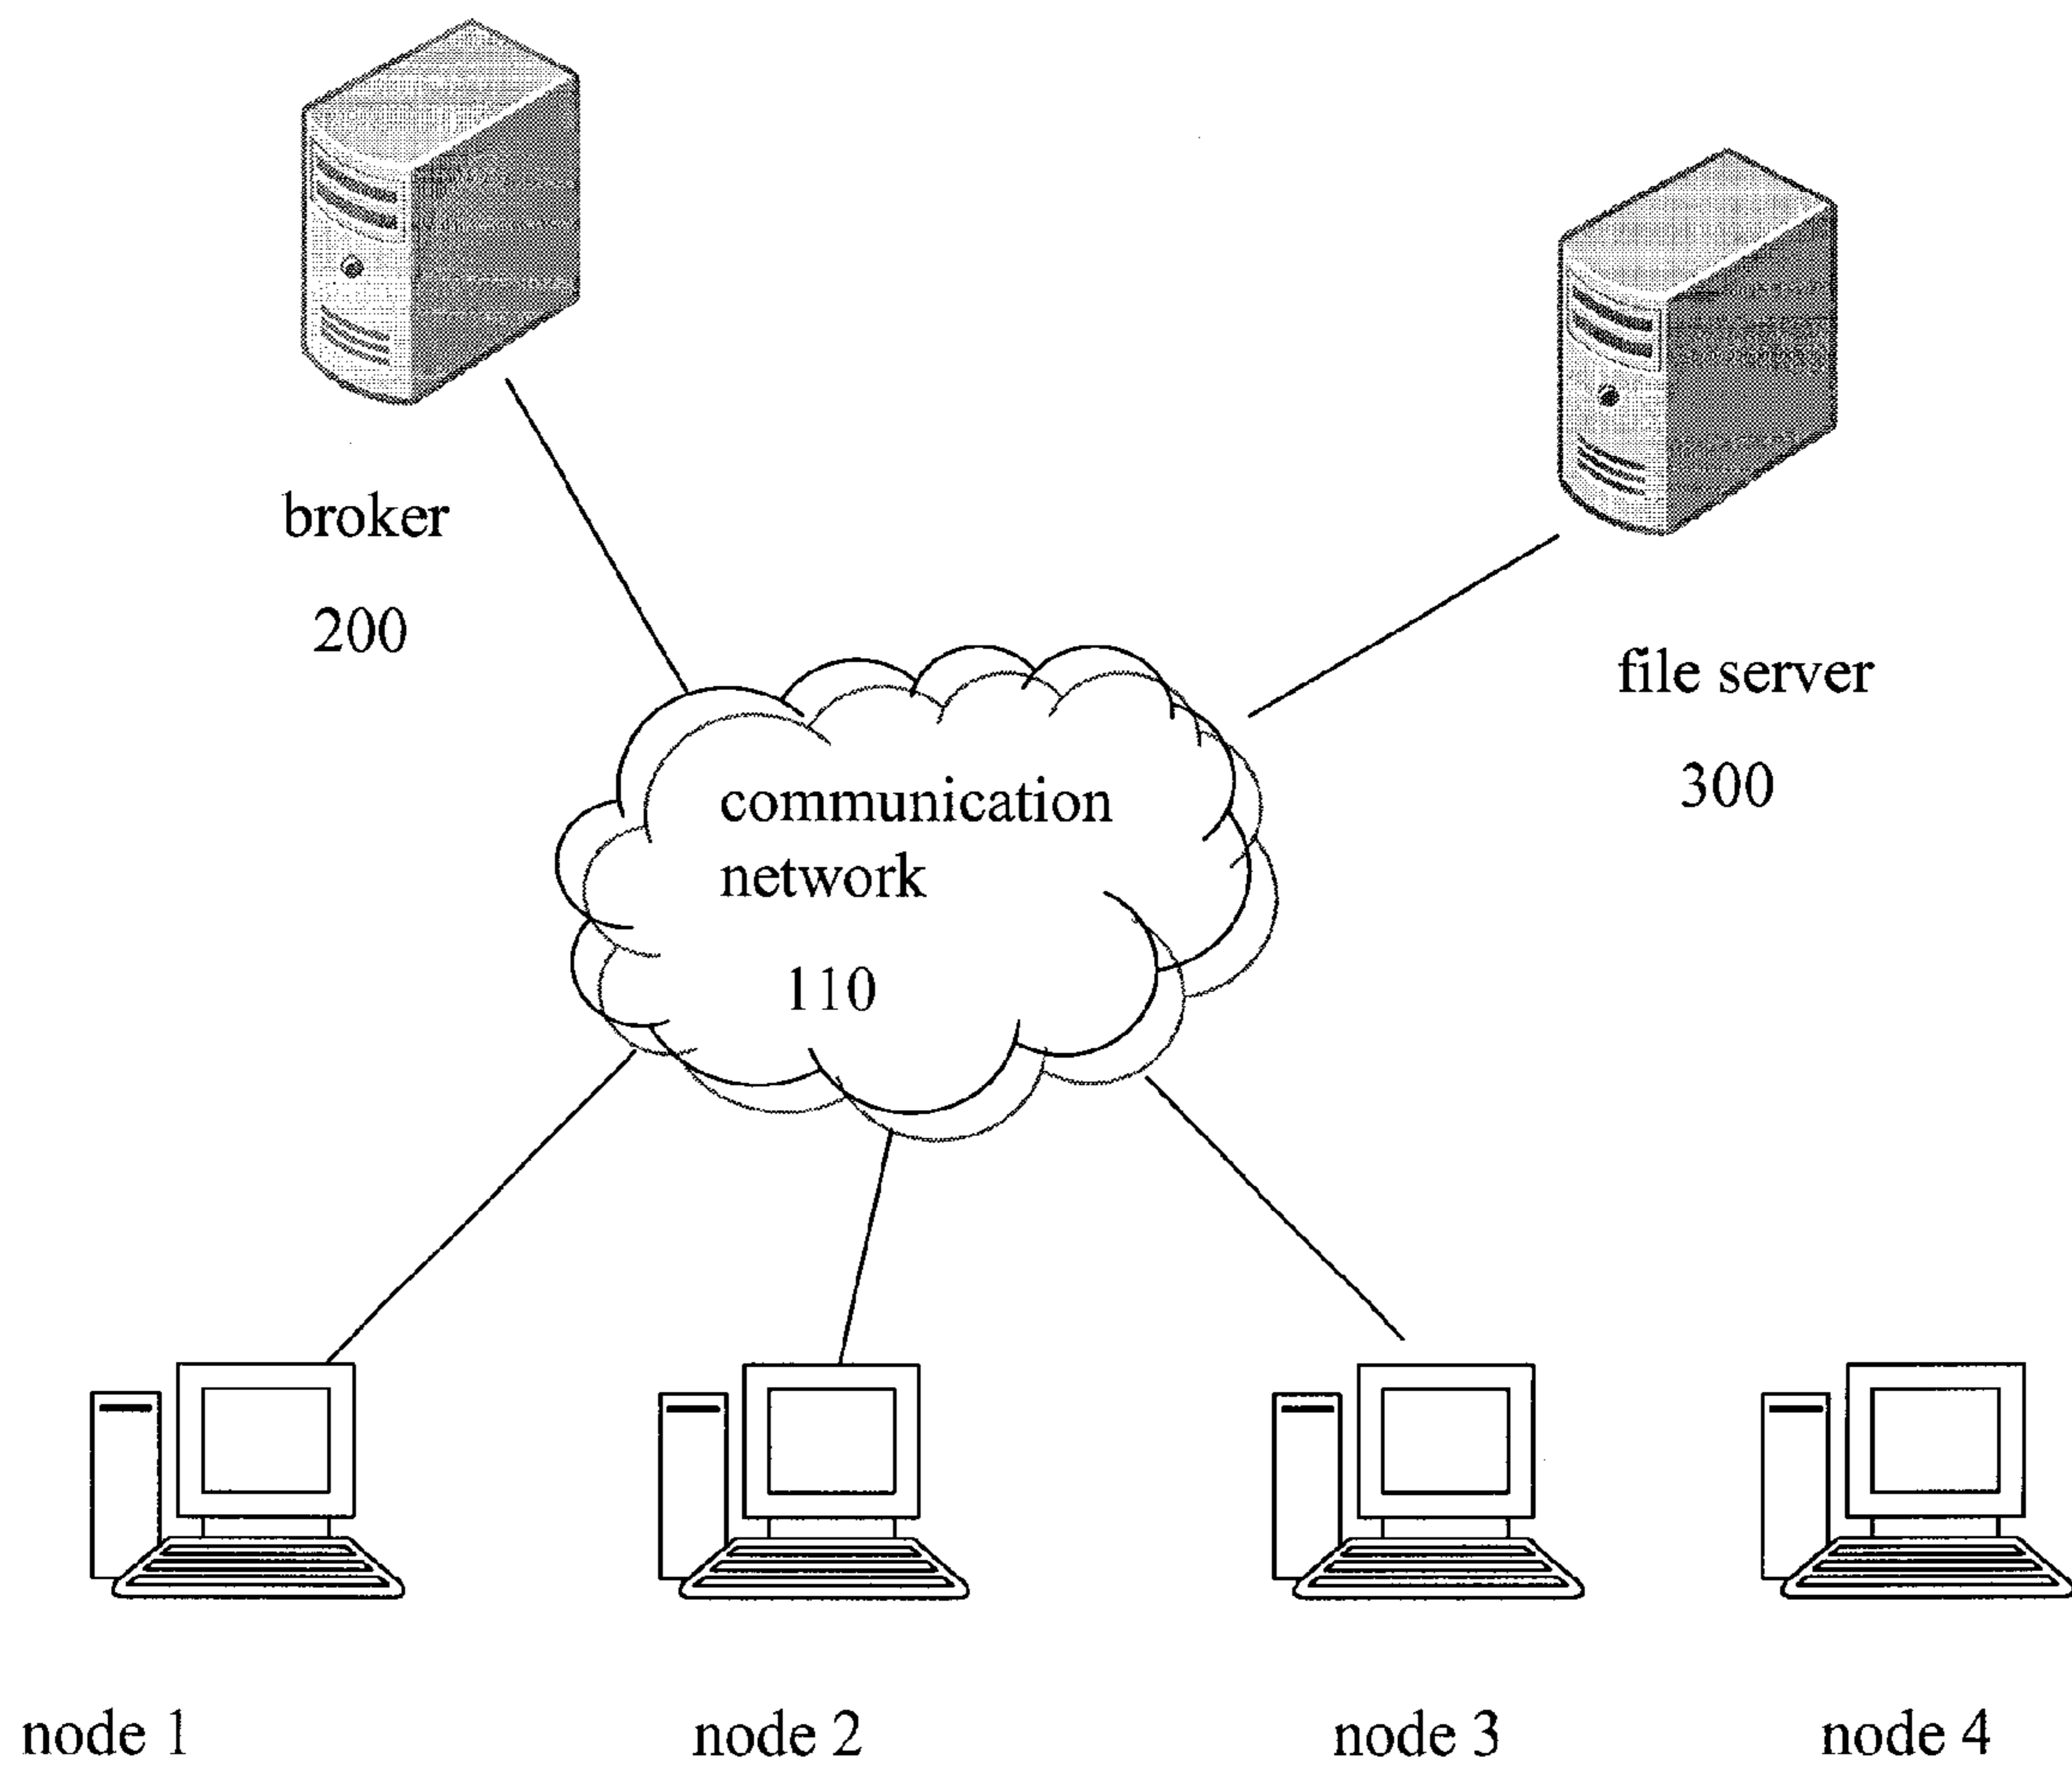 broker
200
file server
300
communication
network
110
node 1
node 2
node 3
node 4